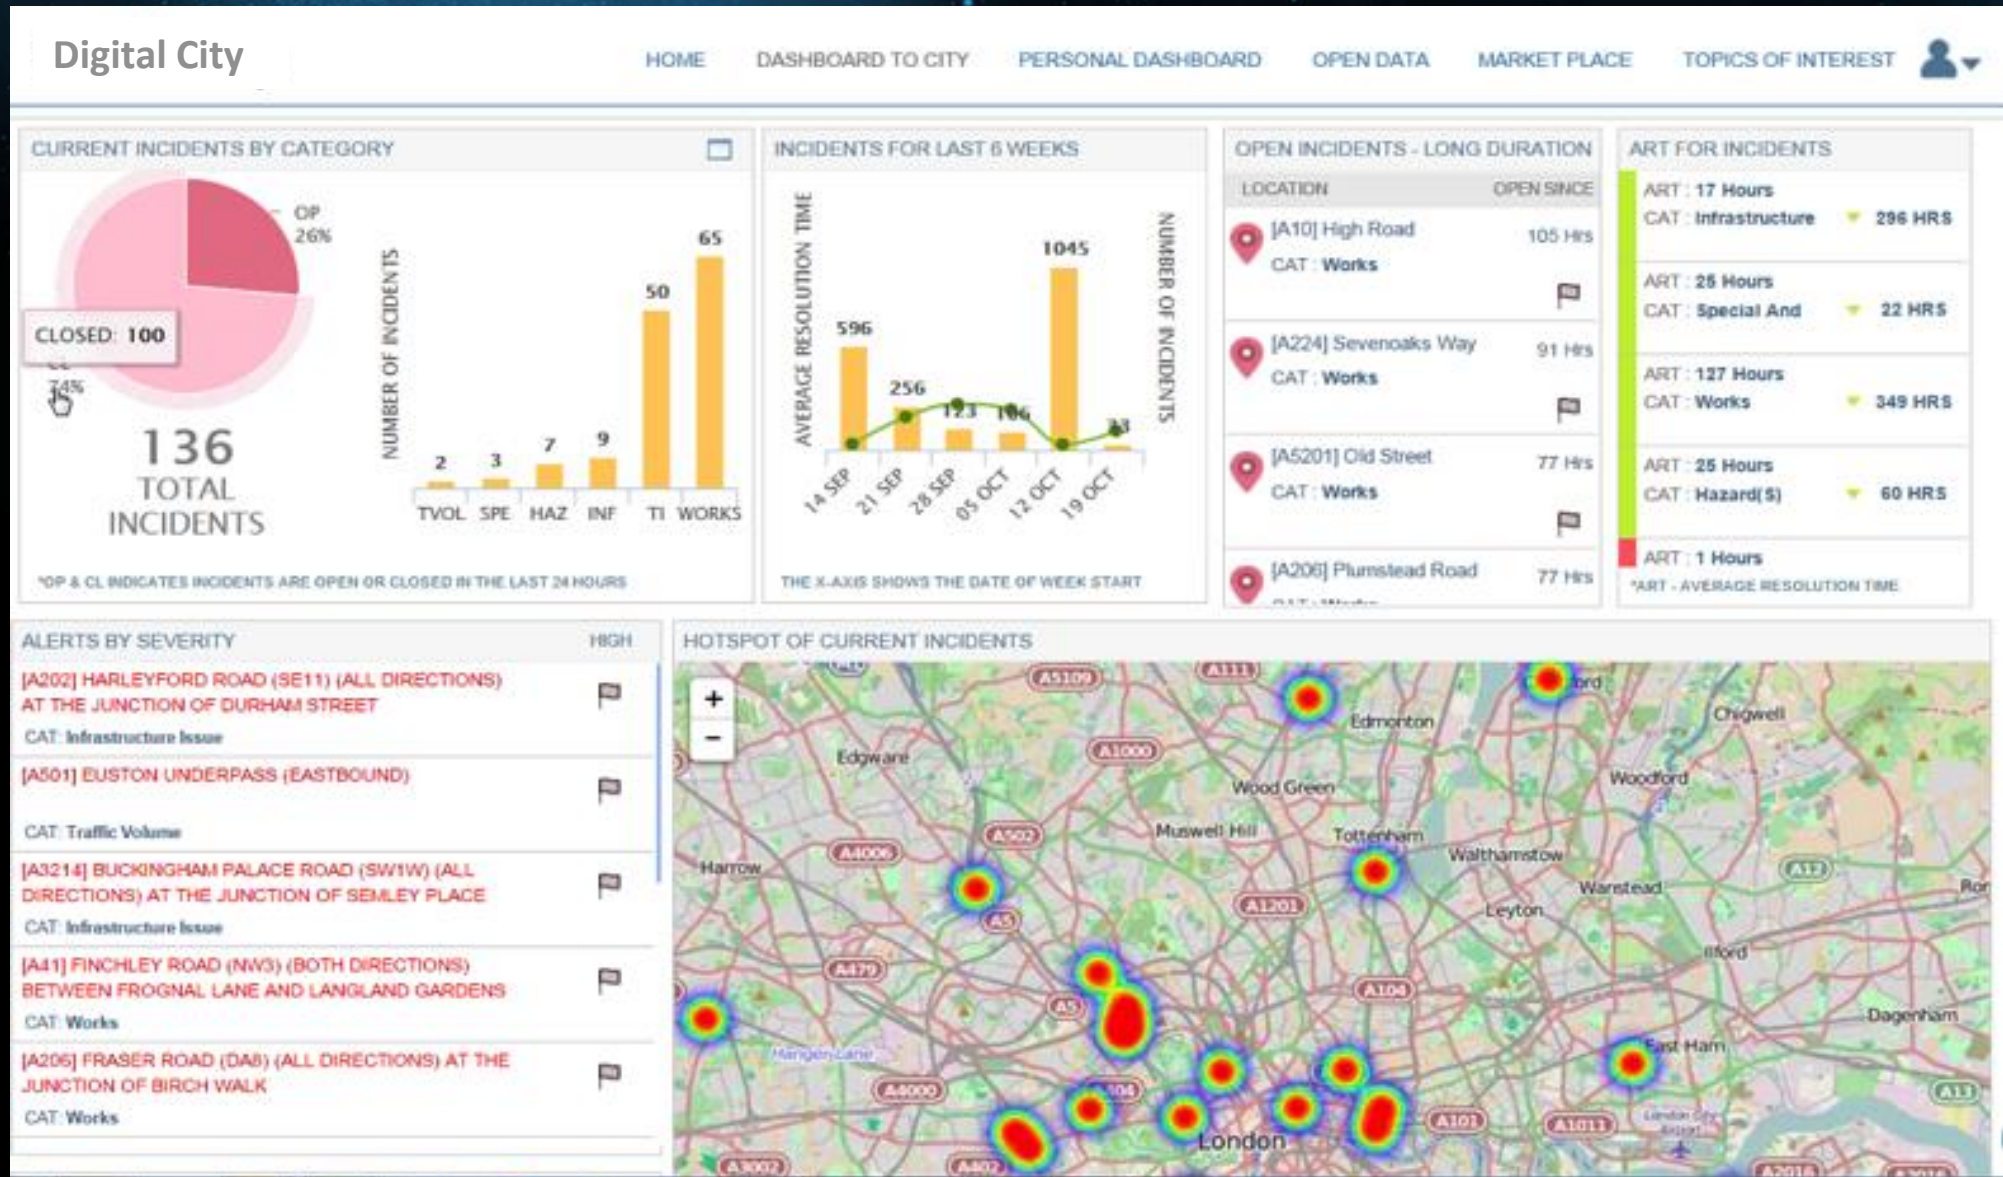 Digital City
HOME DASHBOARD TO CITY PERSONAL DASHBOARD OPEN DATA MARKET PLACE TOPICS OF INTEREST
CURRENT INCIDENTS BY CATEGORY
OP
26%
CLOSED: 100
74%
136
TOTAL
INCIDENTS
NUMBER OF INCIDENTS
2 3 7 9 50 65
TVOL SPE HAZ INF TI WORKS
*OP & CL INDICATES INCIDENTS ARE OPEN OR CLOSED IN THE LAST 24 HOURS
INCIDENTS FOR LAST 6 WEEKS
AVERAGE RESOLUTION TIME
596 256 123 1045
NUMBER OF INCIDENTS
14 SEP 21 SEP 28 SEP 05 OCT 12 OCT 19 OCT
THE X-AXIS SHOWS THE DATE OF WEEK START
OPEN INCIDENTS - LONG DURATION
LOCATION OPEN SINCE
[A10] High Road 105 Hrs
CAT : Works
[A224] Sevenoaks Way 91 Hrs
CAT : Works
[A5201] Old Street 77 Hrs
CAT : Works
[A206] Plumstead Road 77 Hrs
ART FOR INCIDENTS
ART : 17 Hours
CAT : Infrastructure 296 HRS
ART : 25 Hours
CAT : Special And 22 HRS
ART : 127 Hours
CAT : Works 349 HRS
ART : 25 Hours
CAT : Hazard(S) 60 HRS
ART : 1 Hours
*ART - AVERAGE RESOLUTION TIME
ALERTS BY SEVERITY HIGH
[A202] HARLEYFORD ROAD (SE11) (ALL DIRECTIONS)
AT THE JUNCTION OF DURHAM STREET
CAT: Infrastructure Issue
[A501] EUSTON UNDERPASS (EASTBOUND)
CAT: Traffic Volume
[A3214] BUCKINGHAM PALACE ROAD (SW1W) (ALL
DIRECTIONS) AT THE JUNCTION OF SEMLEY PLACE
CAT: Infrastructure Issue
[A41] FINCHLEY ROAD (NW3) (BOTH DIRECTIONS)
BETWEEN FROGNAL LANE AND LANGLAND GARDENS
CAT: Works
[A206] FRASER ROAD (DA8) (ALL DIRECTIONS) AT THE
JUNCTION OF BIRCH WALK
CAT: Works
HOTSPOT OF CURRENT INCIDENTS
+
−
A5109
A111
Edmonton
Chigwell
A1000
Edgware
Wood Green
Woodford
A502
Muswell Hill
Tottenham
A4006
Walthamstow
Harrow
A12
Wanstead
A1201
Leyton
A5
Ilford
A479
A104
A5
Dagenham
Hanger Lane
East Ham
A4000
A13
London City
Airport
A101
A1011
London
A3002
A402
A2016